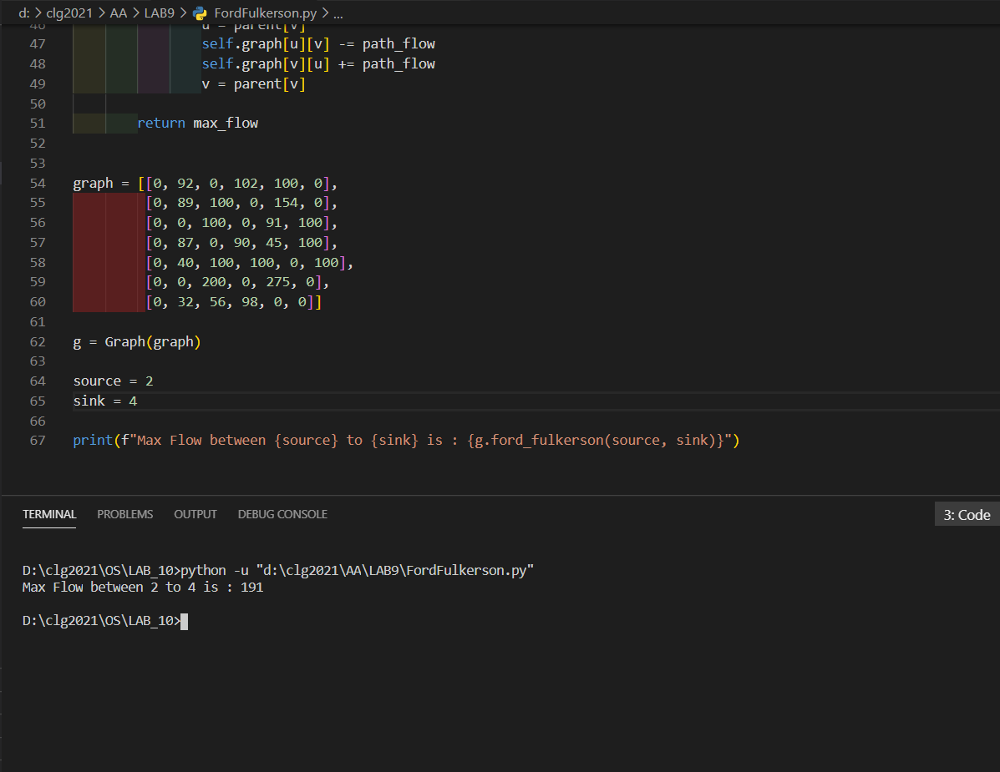 d: > clg2021 > AA > LAB9 > FordFulkerson.py > ...
46 u = parent[v]
47 self.graph[u][v] -= path_flow
48 self.graph[v][u] += path_flow
49 v = parent[v]
50
51 return max_flow
52
53
54 graph = [[0, 92, 0, 102, 100, 0],
55 [0, 89, 100, 0, 154, 0],
56 [0, 0, 100, 0, 91, 100],
57 [0, 87, 0, 90, 45, 100],
58 [0, 40, 100, 100, 0, 100],
59 [0, 0, 200, 0, 275, 0],
60 [0, 32, 56, 98, 0, 0]]
61
62 g = Graph(graph)
63
64 source = 2
65 sink = 4
66
67 print(f"Max Flow between {source} to {sink} is : {g.ford_fulkerson(source, sink)}")
TERMINAL PROBLEMS OUTPUT DEBUG CONSOLE 3: Code
D:\clg2021\OS\LAB_10>python -u "d:\clg2021\AA\LAB9\FordFulkerson.py"
Max Flow between 2 to 4 is : 191
D:\clg2021\OS\LAB_10>